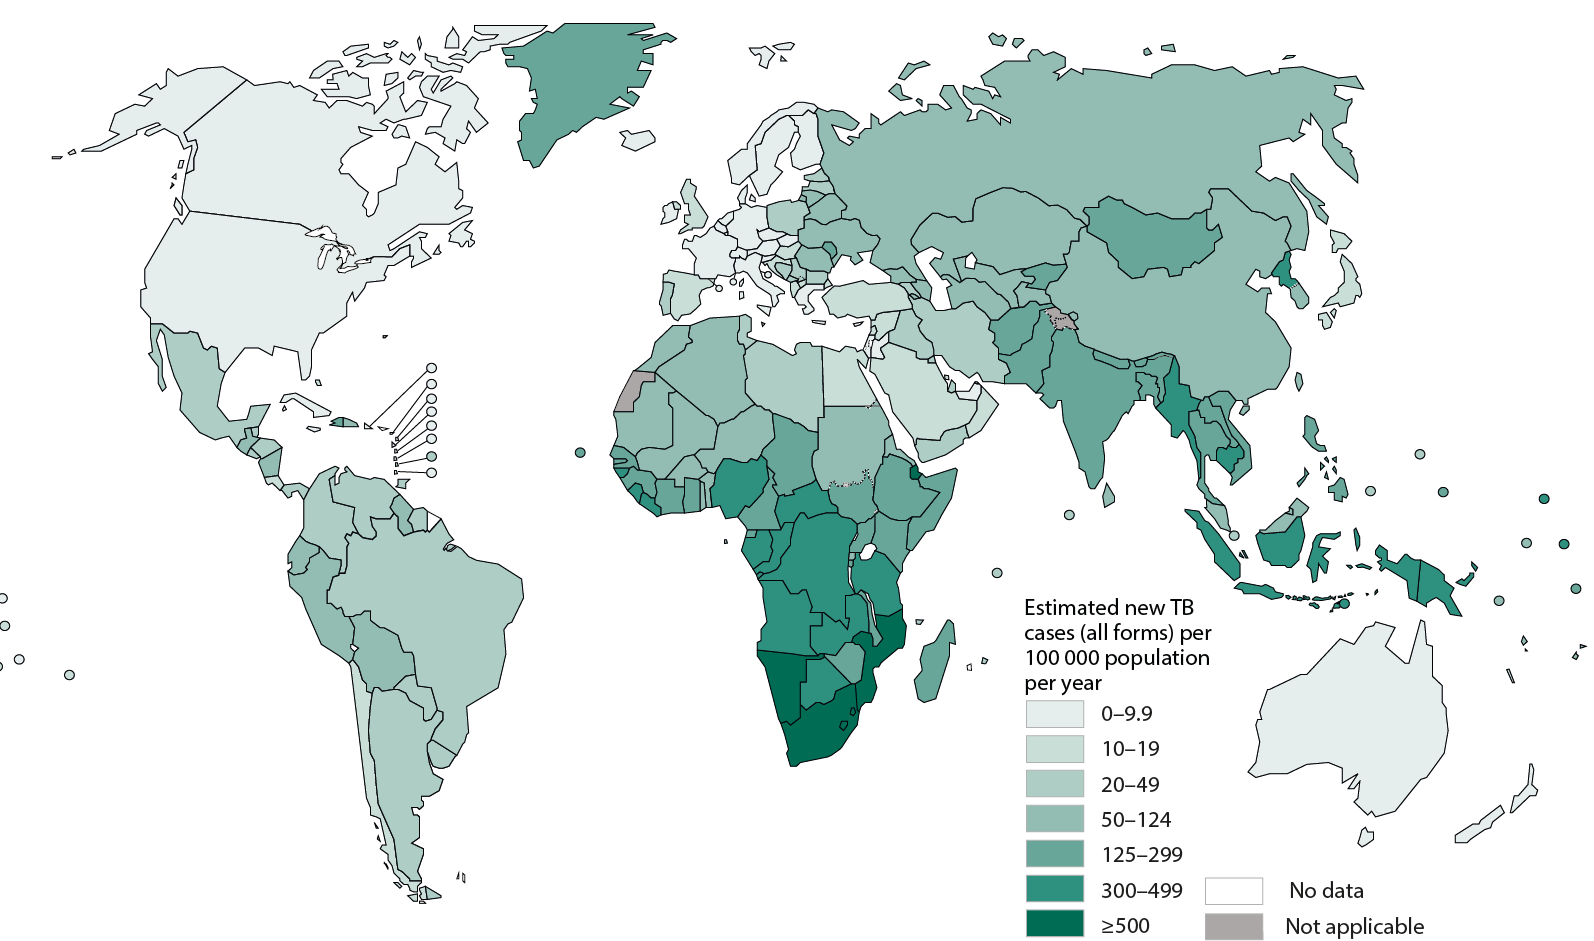 Estimated new TB
cases (all forms) per
100 000 population
per year
0–9.9
10–19
20–49
50–124
125–299
300–499
≥500
No data
Not applicable